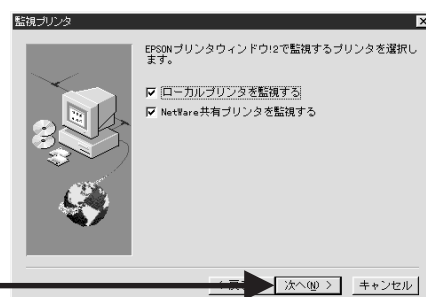 監視プリンタ
EPSONプリンタウィンドウ!2で監視するプリンタを選択し
ます。
ローカルプリンタを監視する
NetWare共有プリンタを監視する
次へ(N) >
キャンセル